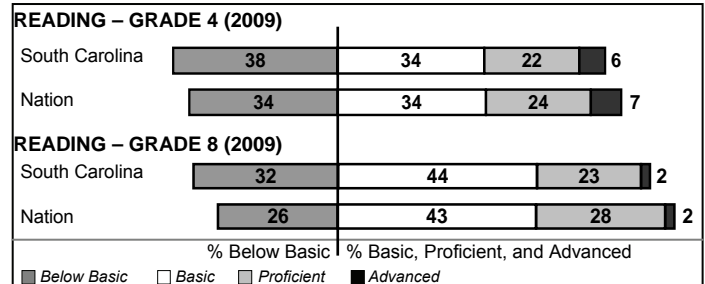 READING – GRADE 4 (2009)
South Carolina 38 34 22 6
Nation 34 34 24 7
READING – GRADE 8 (2009)
South Carolina 32 44 23 2
Nation 26 43 28 2
% Below Basic % Basic, Proficient, and Advanced
Below Basic Basic Proficient Advanced